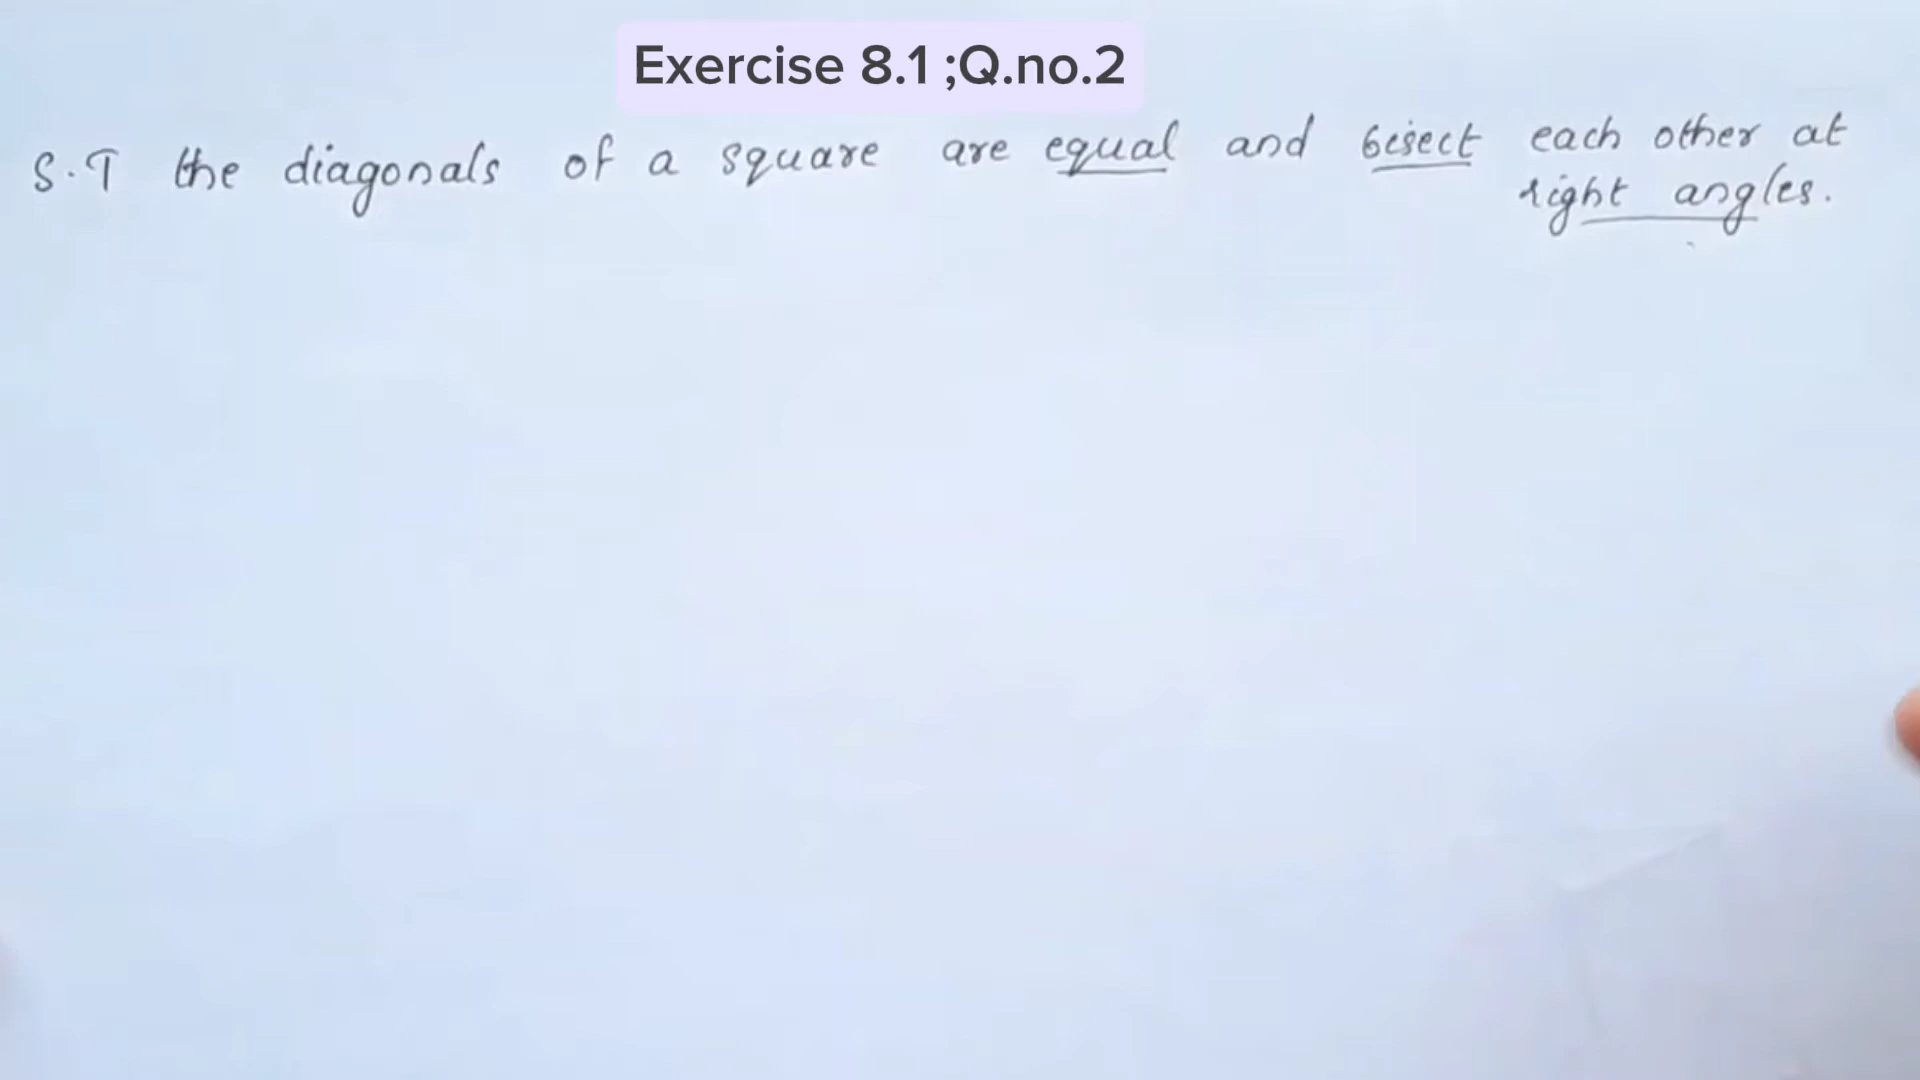 Exercise 8.1 ;Q.no.2
S.T the diagonals of a square are equal and bisect each other at
right angles.